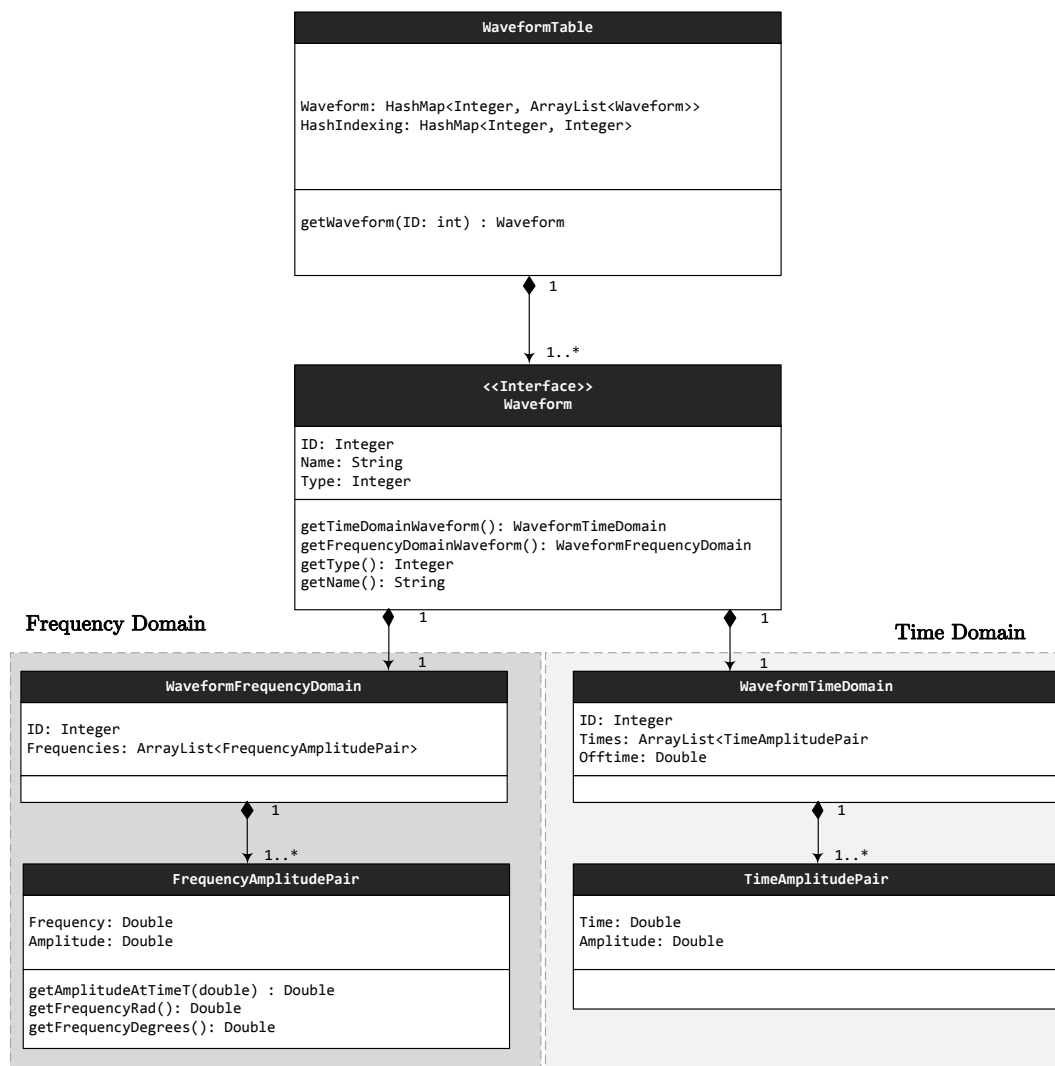 WaveformTable
Waveform: HashMap<Integer, ArrayList<Waveform>>
HashIndexing: HashMap<Integer, Integer>
getWaveform(ID: int) : Waveform
1
1..*
<<Interface>>
Waveform
ID: Integer
Name: String
Type: Integer
getTimeDomainWaveform(): WaveformTimeDomain
getFrequencyDomainWaveform(): WaveformFrequencyDomain
getType(): Integer
getName(): String
1
1
Frequency Domain
Time Domain
1
1
WaveformFrequencyDomain
ID: Integer
Frequencies: ArrayList<FrequencyAmplitudePair>
1
1..*
FrequencyAmplitudePair
Frequency: Double
Amplitude: Double
getAmplitudeAtTimeT(double) : Double
getFrequencyRad(): Double
getFrequencyDegrees(): Double
WaveformTimeDomain
ID: Integer
Times: ArrayList<TimeAmplitudePair
Offtime: Double
1
1..*
TimeAmplitudePair
Time: Double
Amplitude: Double